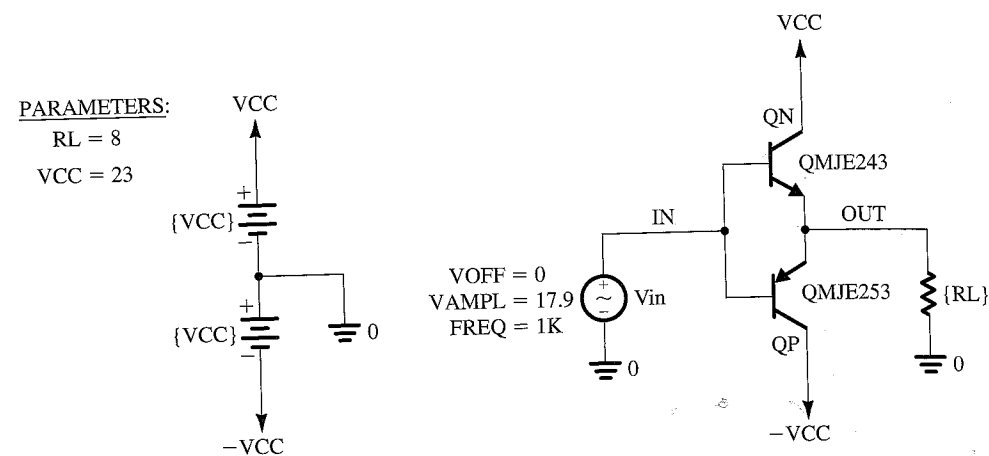 PARAMETERS:
RL = 8
VCC = 23
VCC
+
{VCC}
−
+
{VCC}
−
0
−VCC
VCC
QN
QMJE243
IN
OUT
VOFF = 0
VAMPL = 17.9
FREQ = 1K
+
~
−
Vin
0
QMJE253
QP
{RL}
0
−VCC